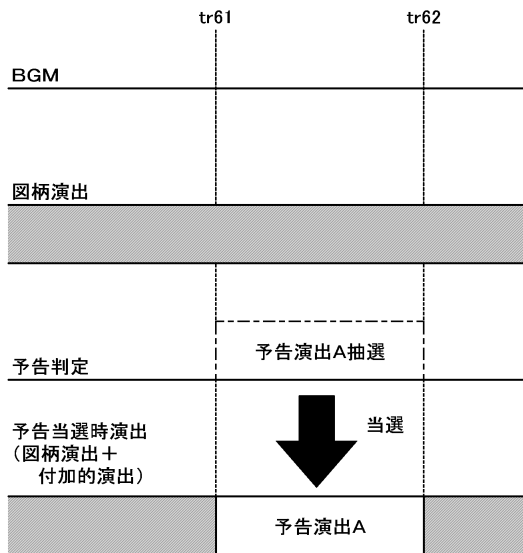 tr61 tr62
BGM
図柄演出
予告演出A抽選
予告判定
予告当選時演出
(図柄演出＋
付加的演出)
当選
予告演出A